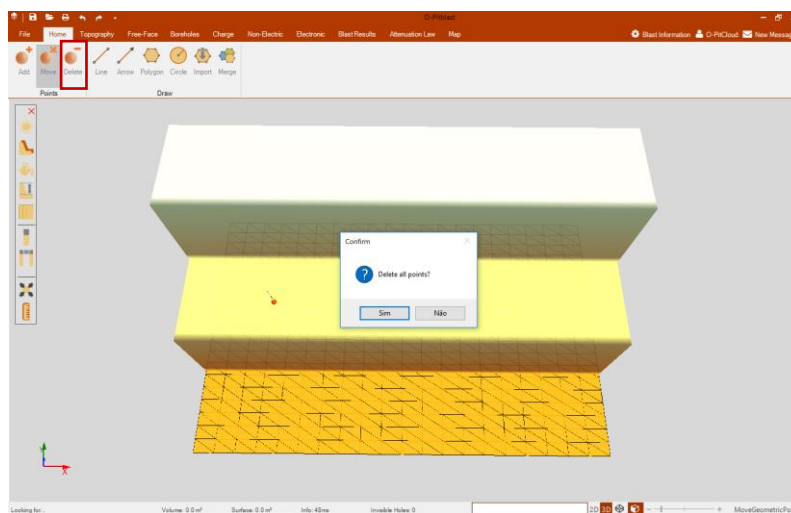 O-Pitblast
File Home Topography Free-Face Boreholes Charge Non-Electric Electronic Blast Results Attenuation Law Map Blast Information O-PitCloud New Messag
Add Move Delete Line Arrow Polygon Circle Import Merge
Points Draw
Confirm
Delete all points?
Sim Não
X
Looking for... Volume: 0.0 m³ Surface: 0.0 m² Info: 48ms Invisible Holes: 0 2D 3D MoveGeometricPo